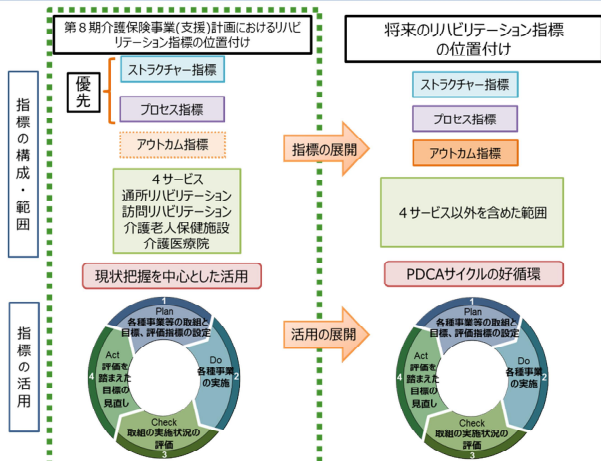 第８期介護保険事業(支援)計画におけるリハビ
リテーション指標の位置付け
将来のリハビリテーション指標
の位置付け
指標の構成・範囲
優先
ストラクチャー指標
プロセス指標
アウトカム指標
４サービス
通所リハビリテーション
訪問リハビリテーション
介護老人保健施設
介護医療院
指標の展開
ストラクチャー指標
プロセス指標
アウトカム指標
４サービス以外を含めた範囲
現状把握を中心とした活用
PDCAサイクルの好循環
指標の活用
1
Plan
各種事業等の取組と
目標、評価指標の設定
Do
各種事業
の実施
2
Check
取組の実施状況の
評価
3
Act
評価を
踏まえた
目標の
見直し
4
活用の展開
1
Plan
各種事業等の取組と
目標、評価指標の設定
Do
各種事業
の実施
2
Check
取組の実施状況の
評価
3
Act
評価を
踏まえた
目標の
見直し
4